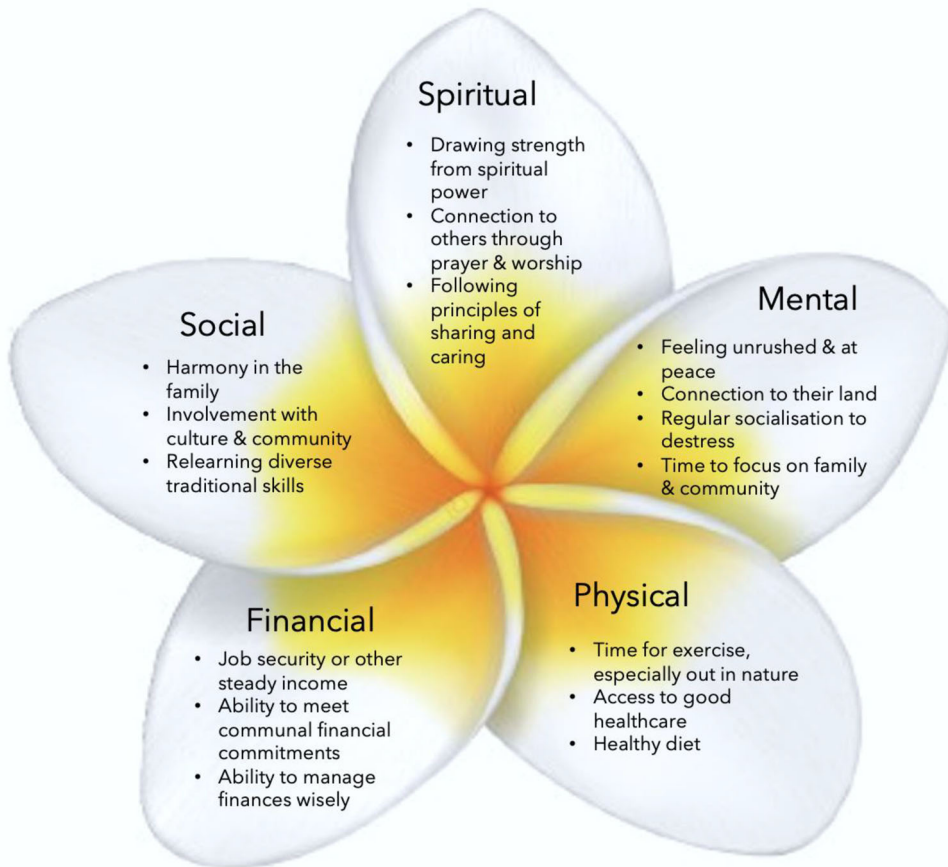 Spiritual
• Drawing strength
from spiritual
power
• Connection to
others through
prayer & worship
• Following
principles of
sharing and
caring
Social
• Harmony in the
family
• Involvement with
culture & community
• Relearning diverse
traditional skills
Mental
• Feeling unrushed & at
peace
• Connection to their land
• Regular socialisation to
destress
• Time to focus on family
& community
Financial
• Job security or other
steady income
• Ability to meet
communal financial
commitments
• Ability to manage
finances wisely
Physical
• Time for exercise,
especially out in nature
• Access to good
healthcare
• Healthy diet